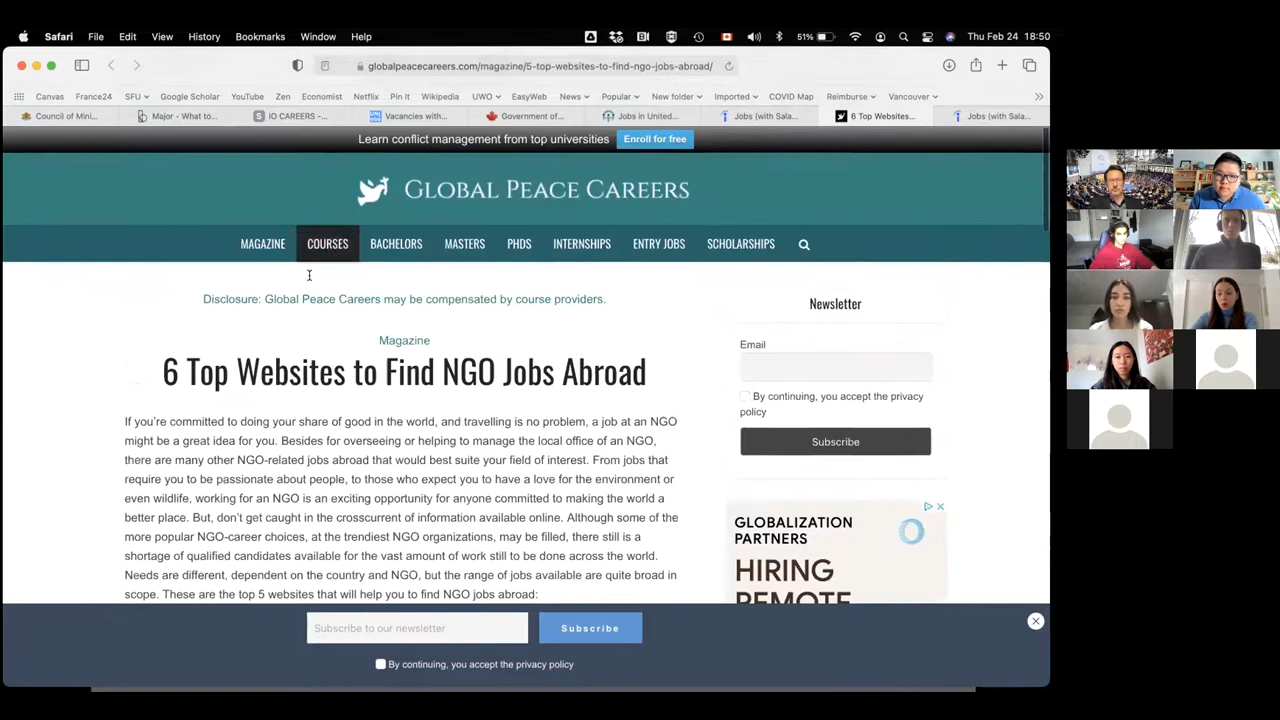 Safari File Edit View History Bookmarks Window Help 51% Thu Feb 24 18:50
globalpeacecareers.com/magazine/5-top-websites-to-find-ngo-jobs-abroad/
Canvas France24 SFU Google Scholar YouTube Zen Economist Netflix Pin It Wikipedia UWO EasyWeb News Popular New folder Imported COVID Map Reimburse Vancouver
Council of Mini... Major - What to... IO CAREERS -... Vacancies with... Government of... Jobs in United... Jobs (with Sala... 6 Top Websites... Jobs (with Sala...
Learn conflict management from top universities Enroll for free
GLOBAL PEACE CAREERS
MAGAZINE COURSES BACHELORS MASTERS PHDS INTERNSHIPS ENTRY JOBS SCHOLARSHIPS
Disclosure: Global Peace Careers may be compensated by course providers.
Magazine
6 Top Websites to Find NGO Jobs Abroad
If you're committed to doing your share of good in the world, and travelling is no problem, a job at an NGO
might be a great idea for you. Besides for overseeing or helping to manage the local office of an NGO,
there are many other NGO-related jobs abroad that would best suite your field of interest. From jobs that
require you to be passionate about people, to those who expect you to have a love for the environment or
even wildlife, working for an NGO is an exciting opportunity for anyone committed to making the world a
better place. But, don't get caught in the crosscurrent of information available online. Although some of the
more popular NGO-career choices, at the trendiest NGO organizations, may be filled, there still is a
shortage of qualified candidates available for the vast amount of work still to be done across the world.
Needs are different, dependent on the country and NGO, but the range of jobs available are quite broad in
scope. These are the top 5 websites that will help you to find NGO jobs abroad:
Newsletter
Email
By continuing, you accept the privacy
policy
Subscribe
GLOBALIZATION
PARTNERS
HIRING
REMOTE
Subscribe to our newsletter Subscribe
By continuing, you accept the privacy policy